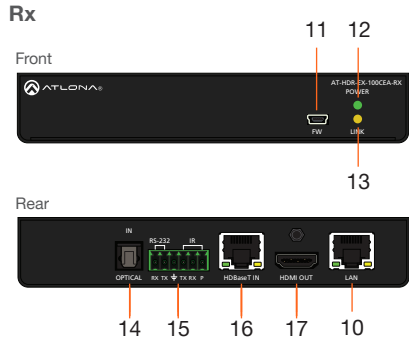 Rx
11 12
Front
ATLONA®
AT-HDR-EX-100CEA-RX
POWER
FW LINK
13
Rear
IN
RS-232 IR
OPTICAL RX TX TX RX P HDBaseT IN HDMI OUT LAN
14 15 16 17 10